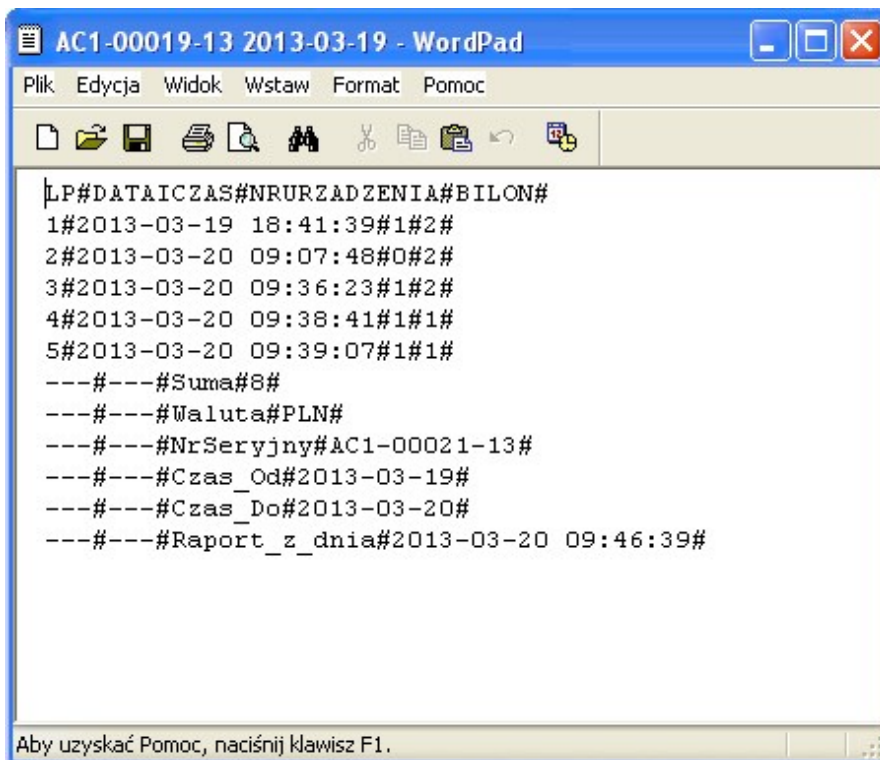 AC1-00019-13 2013-03-19 - WordPad
Plik Edycja Widok Wstaw Format Pomoc
LP#DATAICZAS#NRURZADZENIA#BILON#
1#2013-03-19 18:41:39#1#2#
2#2013-03-20 09:07:48#0#2#
3#2013-03-20 09:36:23#1#2#
4#2013-03-20 09:38:41#1#1#
5#2013-03-20 09:39:07#1#1#
---#---#Suma#8#
---#---#Waluta#PLN#
---#---#NrSeryjny#AC1-00021-13#
---#---#Czas_Od#2013-03-19#
---#---#Czas_Do#2013-03-20#
---#---#Raport_z_dnia#2013-03-20 09:46:39#
Aby uzyskać Pomoc, naciśnij klawisz F1.